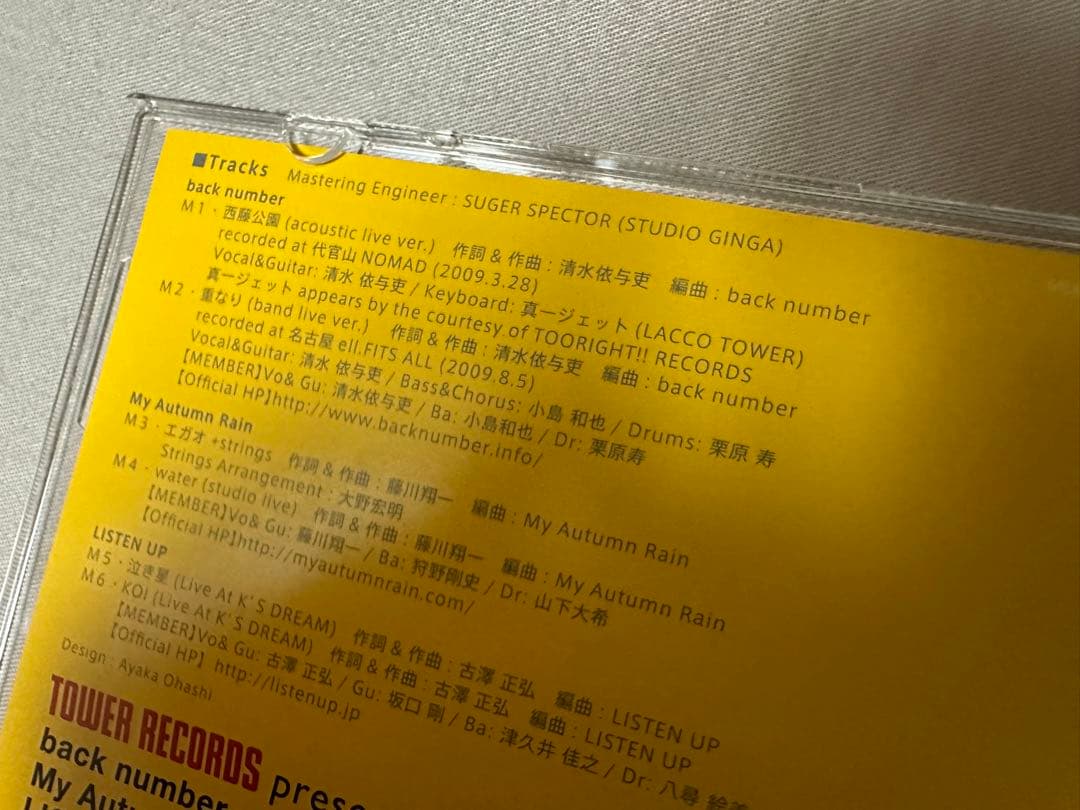 ■Tracks Mastering Engineer : SUGER SPECTOR (STUDIO GINGA)
back number
M1・西藤公園 (acoustic live ver.) 作詞 & 作曲 : 清水依与吏 編曲 : back number
recorded at 代官山 NOMAD (2009.3.28)
Vocal&Guitar: 清水 依与吏 / Keyboard: 真一ジェット (LACCO TOWER)
真一ジェット appears by the courtesy of TOORIGHT!! RECORDS
M2・重なり (band live ver.) 作詞 & 作曲 : 清水依与吏 編曲 : back number
recorded at 名古屋 ell.FITS ALL (2009.8.5)
Vocal&Guitar: 清水 依与吏 / Bass&Chorus: 小島 和也 / Drums: 栗原 寿
【MEMBER】Vo& Gu: 清水依与吏 / Ba: 小島和也 / Dr: 栗原寿
【Official HP】http://www.backnumber.info/
My Autumn Rain
M3・エガオ +strings 作詞 & 作曲 : 藤川翔一 編曲 : My Autumn Rain
Strings Arrangement : 大野宏明
M4・water (studio live) 作詞 & 作曲 : 藤川翔一 編曲 : My Autumn Rain
【MEMBER】Vo& Gu: 藤川翔一 / Ba: 狩野剛史 / Dr: 山下大希
【Official HP】http://myautumnrain.com/
LISTEN UP
M5・泣き星 (Live At K'S DREAM) 作詞 & 作曲 : 古澤 正弘 編曲 : LISTEN UP
M6・KOI (Live At K'S DREAM) 作詞 & 作曲 : 古澤 正弘 編曲 : LISTEN UP
【MEMBER】Vo& Gu: 古澤 正弘 / Gu: 坂口 剛 / Ba: 津久井 佳之 / Dr: 八尋 絵美
【Official HP】 http://listenup.jp
Design : Ayaka Ohashi
TOWER RECORDS prese
back number
My Aut